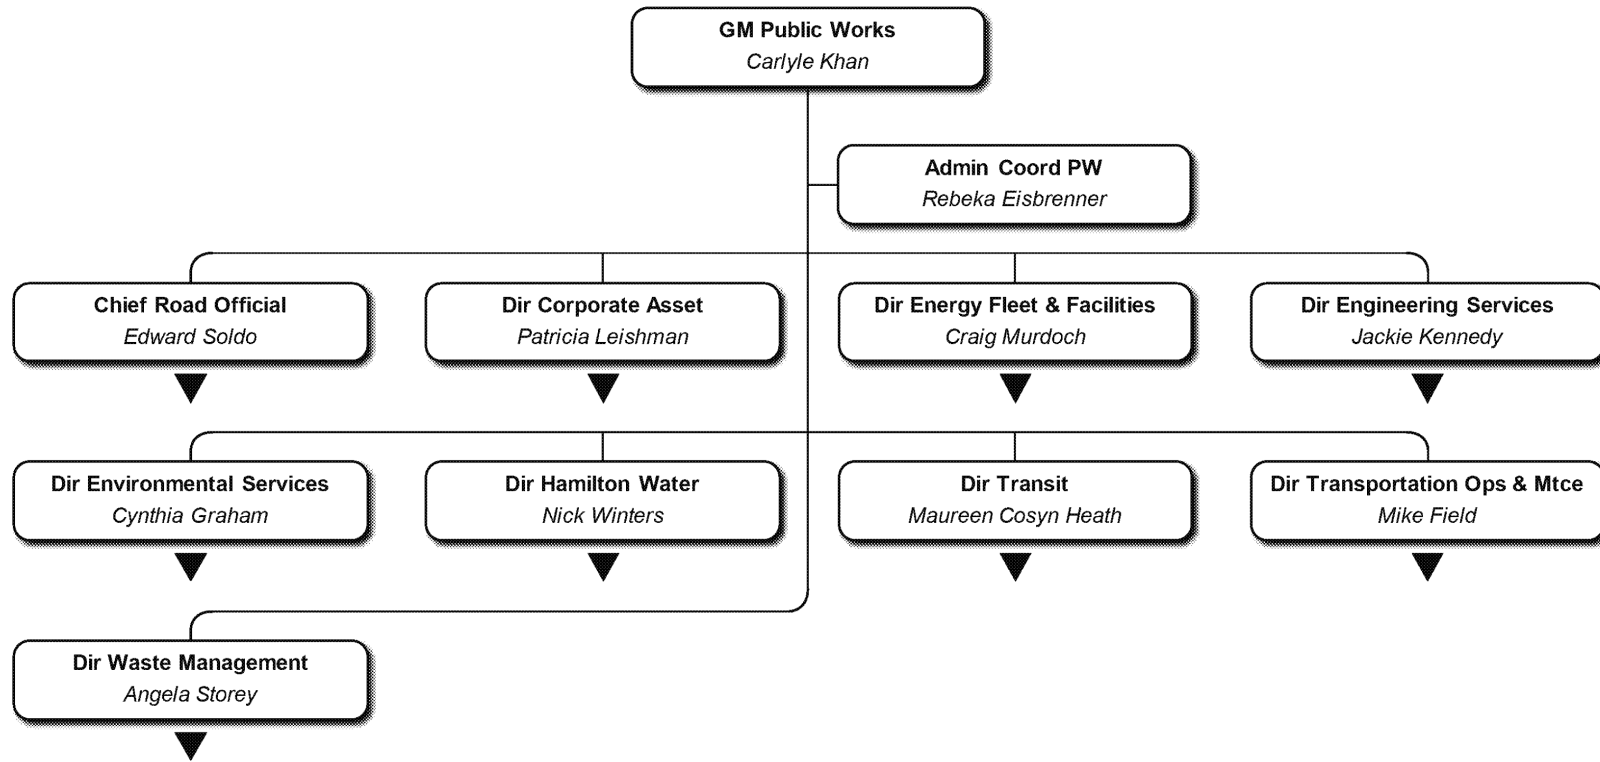 GM Public Works
Carlyle Khan
Admin Coord PW
Rebeka Eisbrenner
Chief Road Official
Edward Soldo
Dir Corporate Asset
Patricia Leishman
Dir Energy Fleet & Facilities
Craig Murdoch
Dir Engineering Services
Jackie Kennedy
Dir Environmental Services
Cynthia Graham
Dir Hamilton Water
Nick Winters
Dir Transit
Maureen Cosyn Heath
Dir Transportation Ops & Mtce
Mike Field
Dir Waste Management
Angela Storey